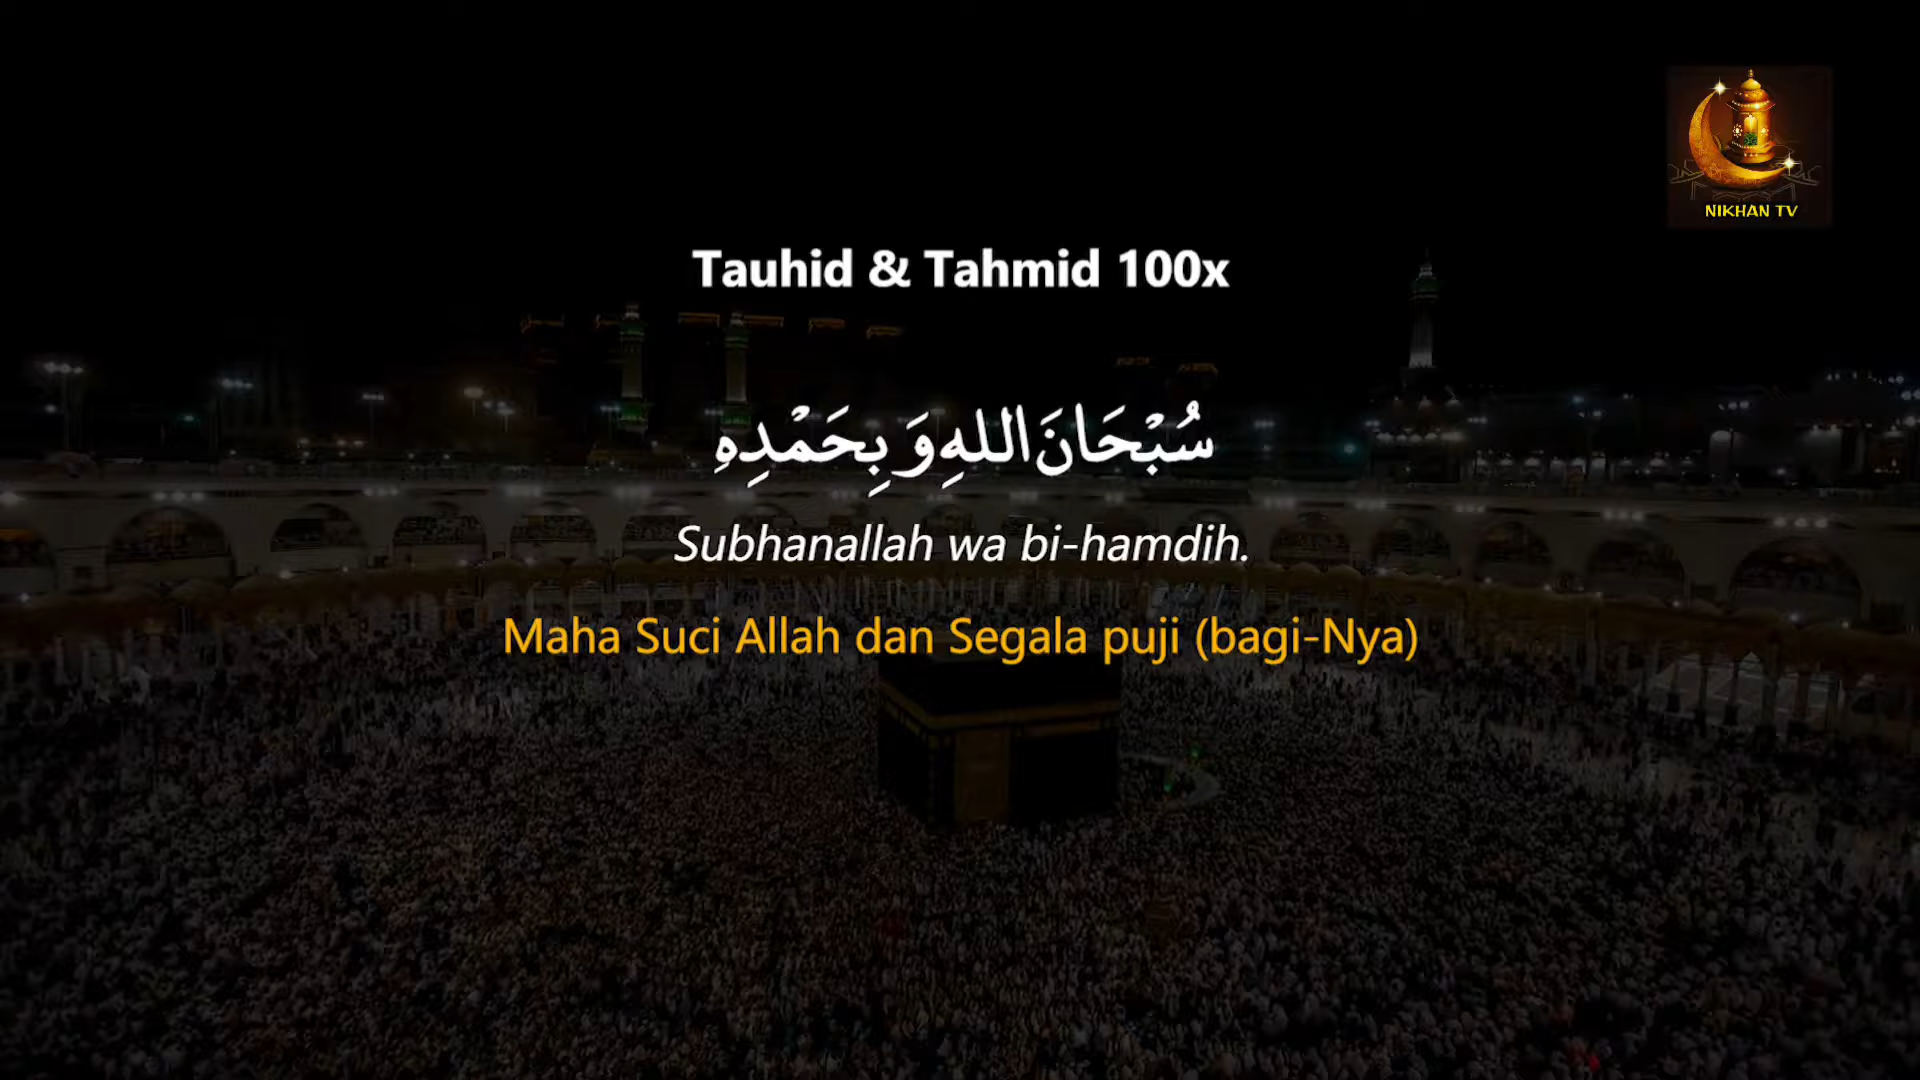 NIKHAN TV
Tauhid & Tahmid 100x
سُبْحَانَ اللهِ وَ بِحَمْدِهِ
Subhanallah wa bi-hamdih.
Maha Suci Allah dan Segala puji (bagi-Nya)